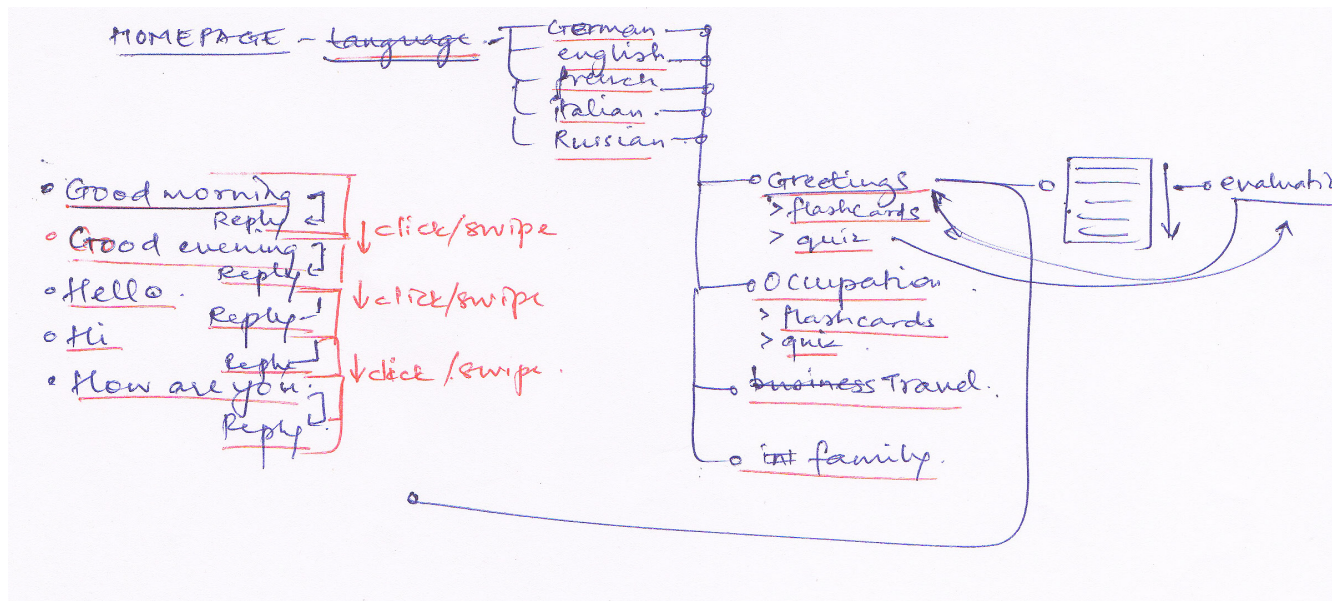 HOMEPAGE - Language -
German
english
french
italian.
Russian
Good morning
Reply
Good evening
Reply
Hello.
Reply
Hi
Reply
How are you.
Reply
click/swipe
click/swipe
click/swipe.
Greetings
> flashcards
> quiz
Occupation
> flashcards
> quiz
business Travel.
family.
evaluati